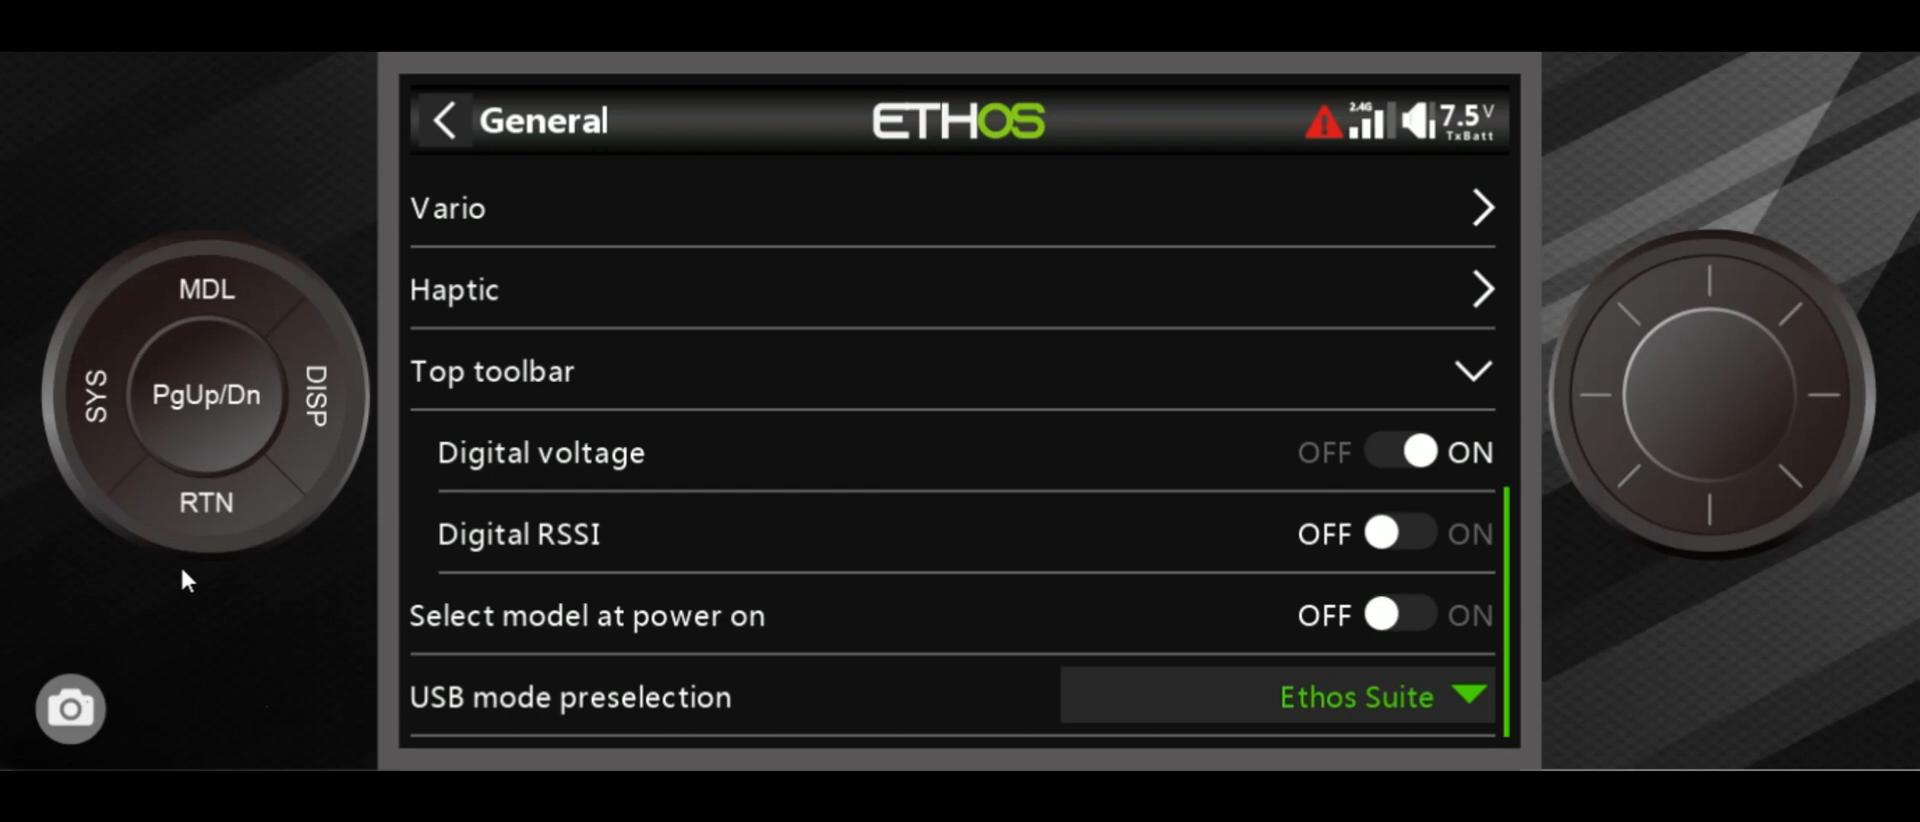 General
ETHOS
2.4G
7.5V
TxBatt
Vario
Haptic
Top toolbar
Digital voltage OFF ON
Digital RSSI OFF ON
Select model at power on OFF ON
USB mode preselection Ethos Suite
MDL
SYS
PgUp/Dn
DISP
RTN